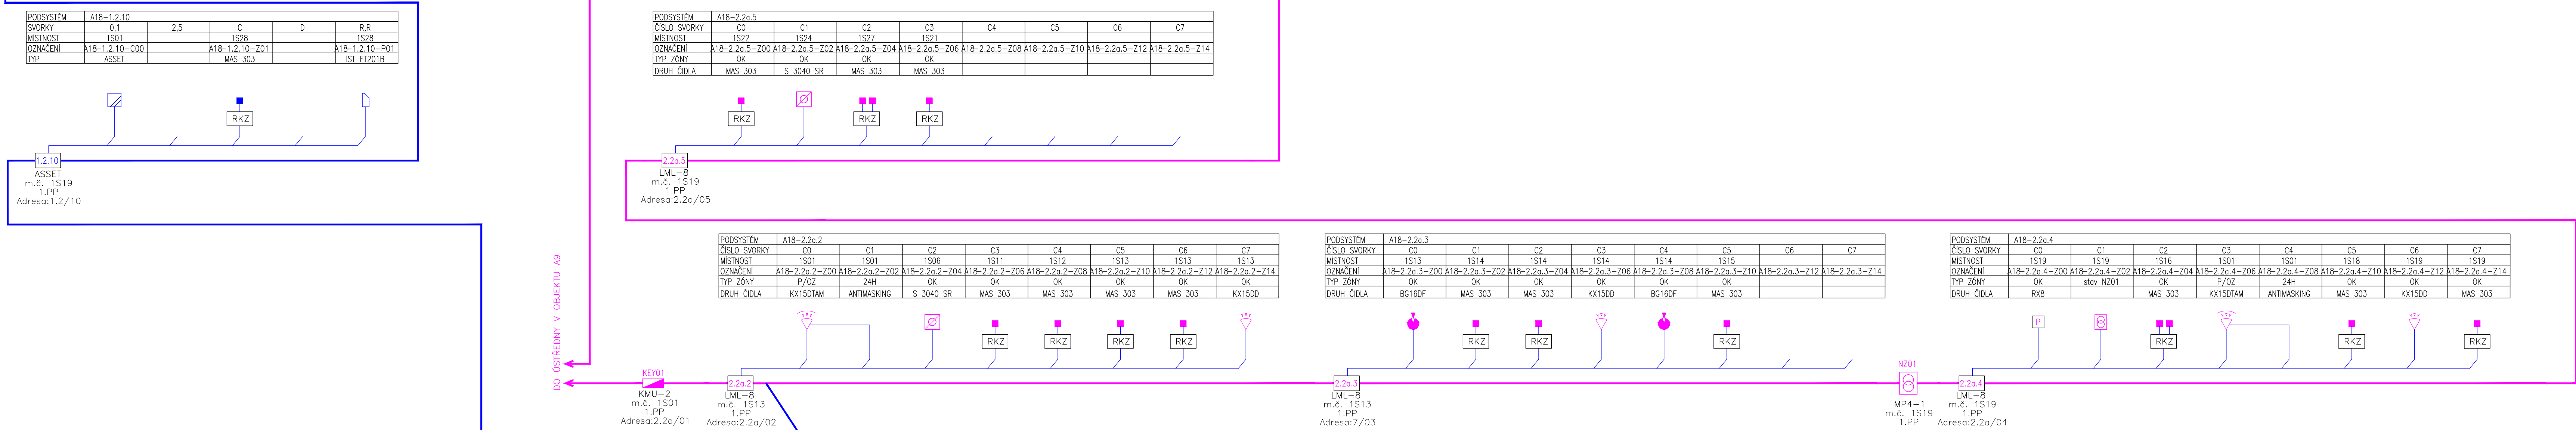 PODSYSTÉM A18-1.2.10
SVORKY 0,1 2,5 C D R,R
MÍSTNOST 1S01 1S28 1S28
OZNAČENÍ A18-1.2.10-C00 A18-1.2.10-Z01 A18-1.2.10-P01
TYP ASSET MAS 303 IST FT201B
RKZ
1.2.10
ASSET
m.č. 1S19
1.PP
Adresa:1.2/10
PODSYSTÉM A18-2.2a.5
ČÍSLO SVORKY C0 C1 C2 C3 C4 C5 C6 C7
MÍSTNOST 1S22 1S24 1S27 1S21
OZNAČENÍ A18-2.2a.5-Z00 A18-2.2a.5-Z02 A18-2.2a.5-Z04 A18-2.2a.5-Z06 A18-2.2a.5-Z08 A18-2.2a.5-Z10 A18-2.2a.5-Z12 A18-2.2a.5-Z14
TYP ZÓNY OK OK OK OK
DRUH ČIDLA MAS 303 S 3040 SR MAS 303 MAS 303
RKZ RKZ RKZ
2.2a.5
LML-8
m.č. 1S19
1.PP
Adresa:2.2a/05
DO ÚSTŘEDNY V OBJEKTU A9
PODSYSTÉM A18-2.2a.2
ČÍSLO SVORKY C0 C1 C2 C3 C4 C5 C6 C7
MÍSTNOST 1S01 1S01 1S06 1S11 1S12 1S13 1S13 1S13
OZNAČENÍ A18-2.2a.2-Z00 A18-2.2a.2-Z02 A18-2.2a.2-Z04 A18-2.2a.2-Z06 A18-2.2a.2-Z08 A18-2.2a.2-Z10 A18-2.2a.2-Z12 A18-2.2a.2-Z14
TYP ZÓNY P/OZ 24H OK OK OK OK OK OK
DRUH ČIDLA KX15DTAM ANTIMASKING S 3040 SR MAS 303 MAS 303 MAS 303 MAS 303 KX15DD
RKZ RKZ RKZ RKZ
KEY01
KMU-2
m.č. 1S01
1.PP
Adresa:2.2a/01
2.2a.2
LML-8
m.č. 1S13
1.PP
Adresa:2.2a/02
PODSYSTÉM A18-2.2a.3
ČÍSLO SVORKY C0 C1 C2 C3 C4 C5 C6 C7
MÍSTNOST 1S13 1S14 1S14 1S14 1S14 1S15
OZNAČENÍ A18-2.2a.3-Z00 A18-2.2a.3-Z02 A18-2.2a.3-Z04 A18-2.2a.3-Z06 A18-2.2a.3-Z08 A18-2.2a.3-Z10 A18-2.2a.3-Z12 A18-2.2a.3-Z14
TYP ZÓNY OK OK OK OK OK OK
DRUH ČIDLA BG16DF MAS 303 MAS 303 KX15DD BG16DF MAS 303
RKZ RKZ RKZ
2.2a.3
LML-8
m.č. 1S13
1.PP
Adresa:7/03
PODSYSTÉM A18-2.2a.4
ČÍSLO SVORKY C0 C1 C2 C3 C4 C5 C6 C7
MÍSTNOST 1S19 1S19 1S16 1S01 1S01 1S18 1S19 1S19
OZNAČENÍ A18-2.2a.4-Z00 A18-2.2a.4-Z02 A18-2.2a.4-Z04 A18-2.2a.4-Z06 A18-2.2a.4-Z08 A18-2.2a.4-Z10 A18-2.2a.4-Z12 A18-2.2a.4-Z14
TYP ZÓNY OK stav NZ01 OK P/OZ 24H OK OK OK
DRUH ČIDLA RX8 MAS 303 KX15DTAM ANTIMASKING MAS 303 KX15DD MAS 303
P
RKZ RKZ RKZ
NZ01
MP4-1
m.č. 1S19
1.PP
2.2a.4
LML-8
m.č. 1S19
1.PP
Adresa:2.2a/04